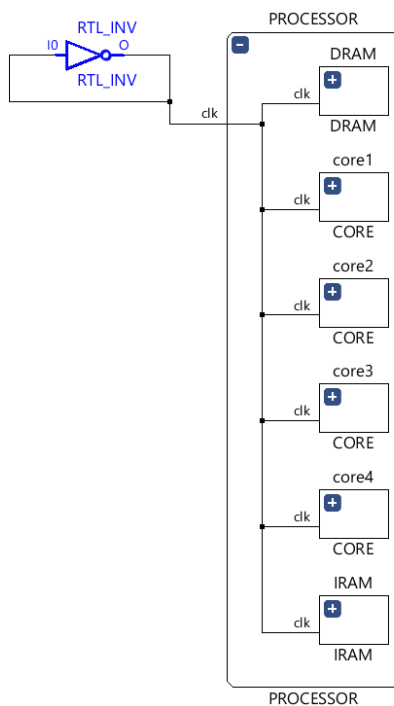 PROCESSOR
RTL_INV
I0
O
RTL_INV
clk
DRAM
clk
DRAM
core1
clk
CORE
core2
clk
CORE
core3
clk
CORE
core4
clk
CORE
IRAM
clk
IRAM
PROCESSOR